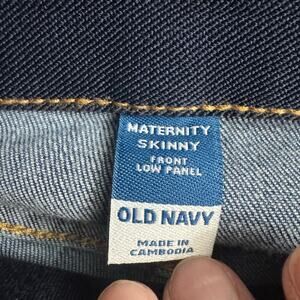 MATERNITY
SKINNY
FRONT
LOW PANEL
OLD NAVY
MADE IN
CAMBODIA